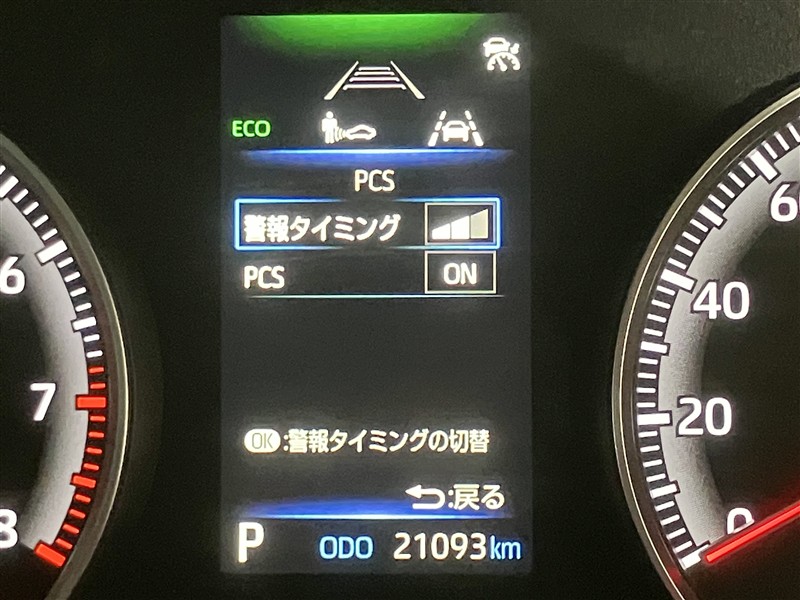 ECO
PCS
警報タイミング
PCS ON
OK:警報タイミングの切替
:戻る
P ODO 21093km
6
7
8
60
40
20
0